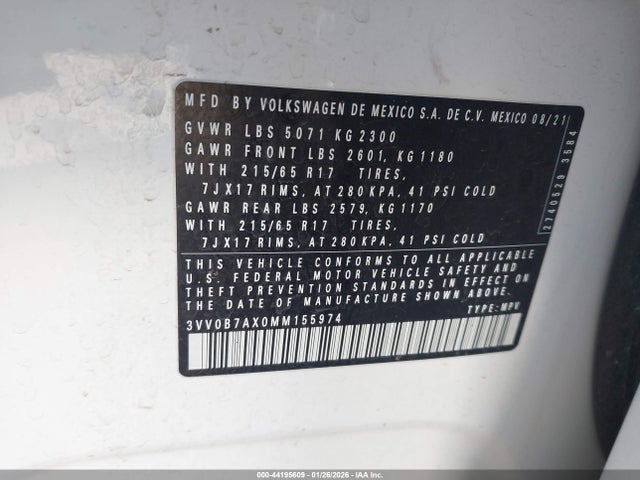 MFD BY VOLKSWAGEN DE MEXICO S.A. DE C.V. MEXICO 08/21
GVWR LBS 5071 KG 2300
GAWR FRONT LBS 2601, KG 1180
WITH 215/65 R17 TIRES,
7JX17 RIMS, AT 280 KPA, 41 PSI COLD
GAWR REAR LBS 2579, KG 1170
WITH 215/65 R17 TIRES,
7JX17 RIMS, AT 280 KPA, 41 PSI COLD
THIS VEHICLE CONFORMS TO ALL APPLICABLE
U.S. FEDERAL MOTOR VEHICLE SAFETY AND
THEFT PREVENTION STANDARDS IN EFFECT ON
THE DATE OF MANUFACTURE SHOWN ABOVE.
3VV0B7AX0MM155974 TYPE: MPV
2740529 3584
000-44195609 - 01/26/2026 - IAAI Inc.